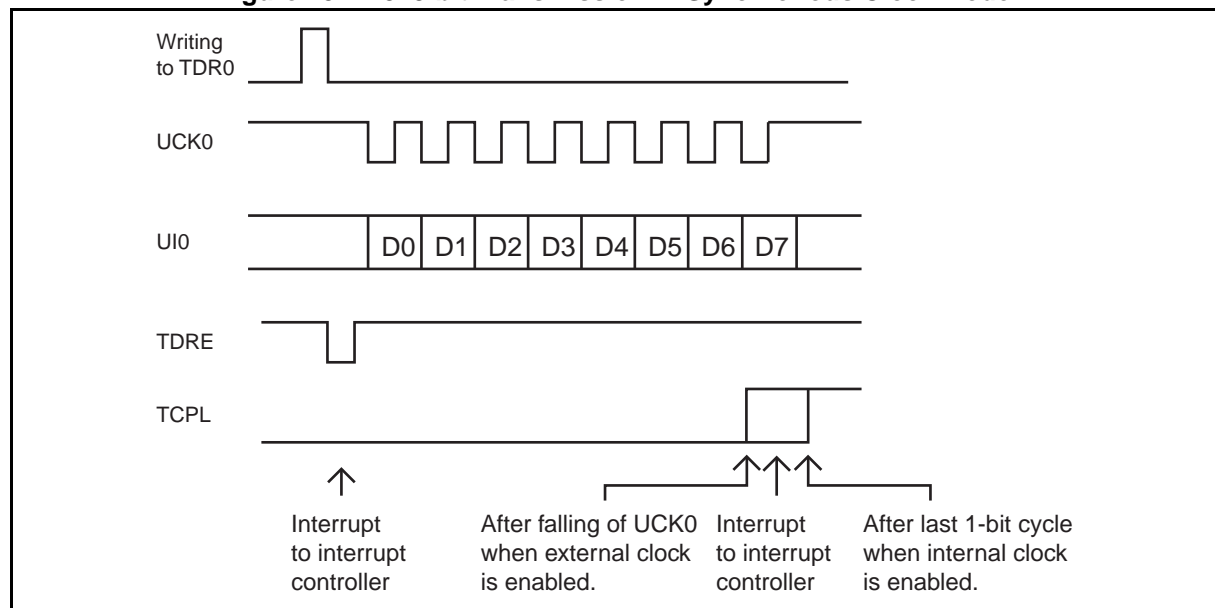 Writing
to TDR0
UCK0
UI0
D0 D1 D2 D3 D4 D5 D6 D7
TDRE
TCPL
Interrupt
to interrupt
controller
After falling of UCK0
when external clock
is enabled.
Interrupt
to interrupt
controller
After last 1-bit cycle
when internal clock
is enabled.